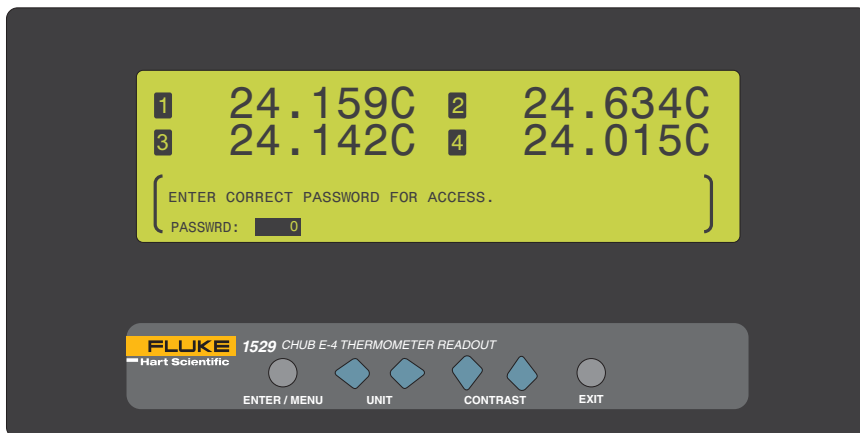 1 24.159C 2 24.634C
3 24.142C 4 24.015C
ENTER CORRECT PASSWORD FOR ACCESS.
PASSWRD: 0
FLUKE
Hart Scientific
1529 CHUB E-4 THERMOMETER READOUT
ENTER / MENU UNIT CONTRAST EXIT